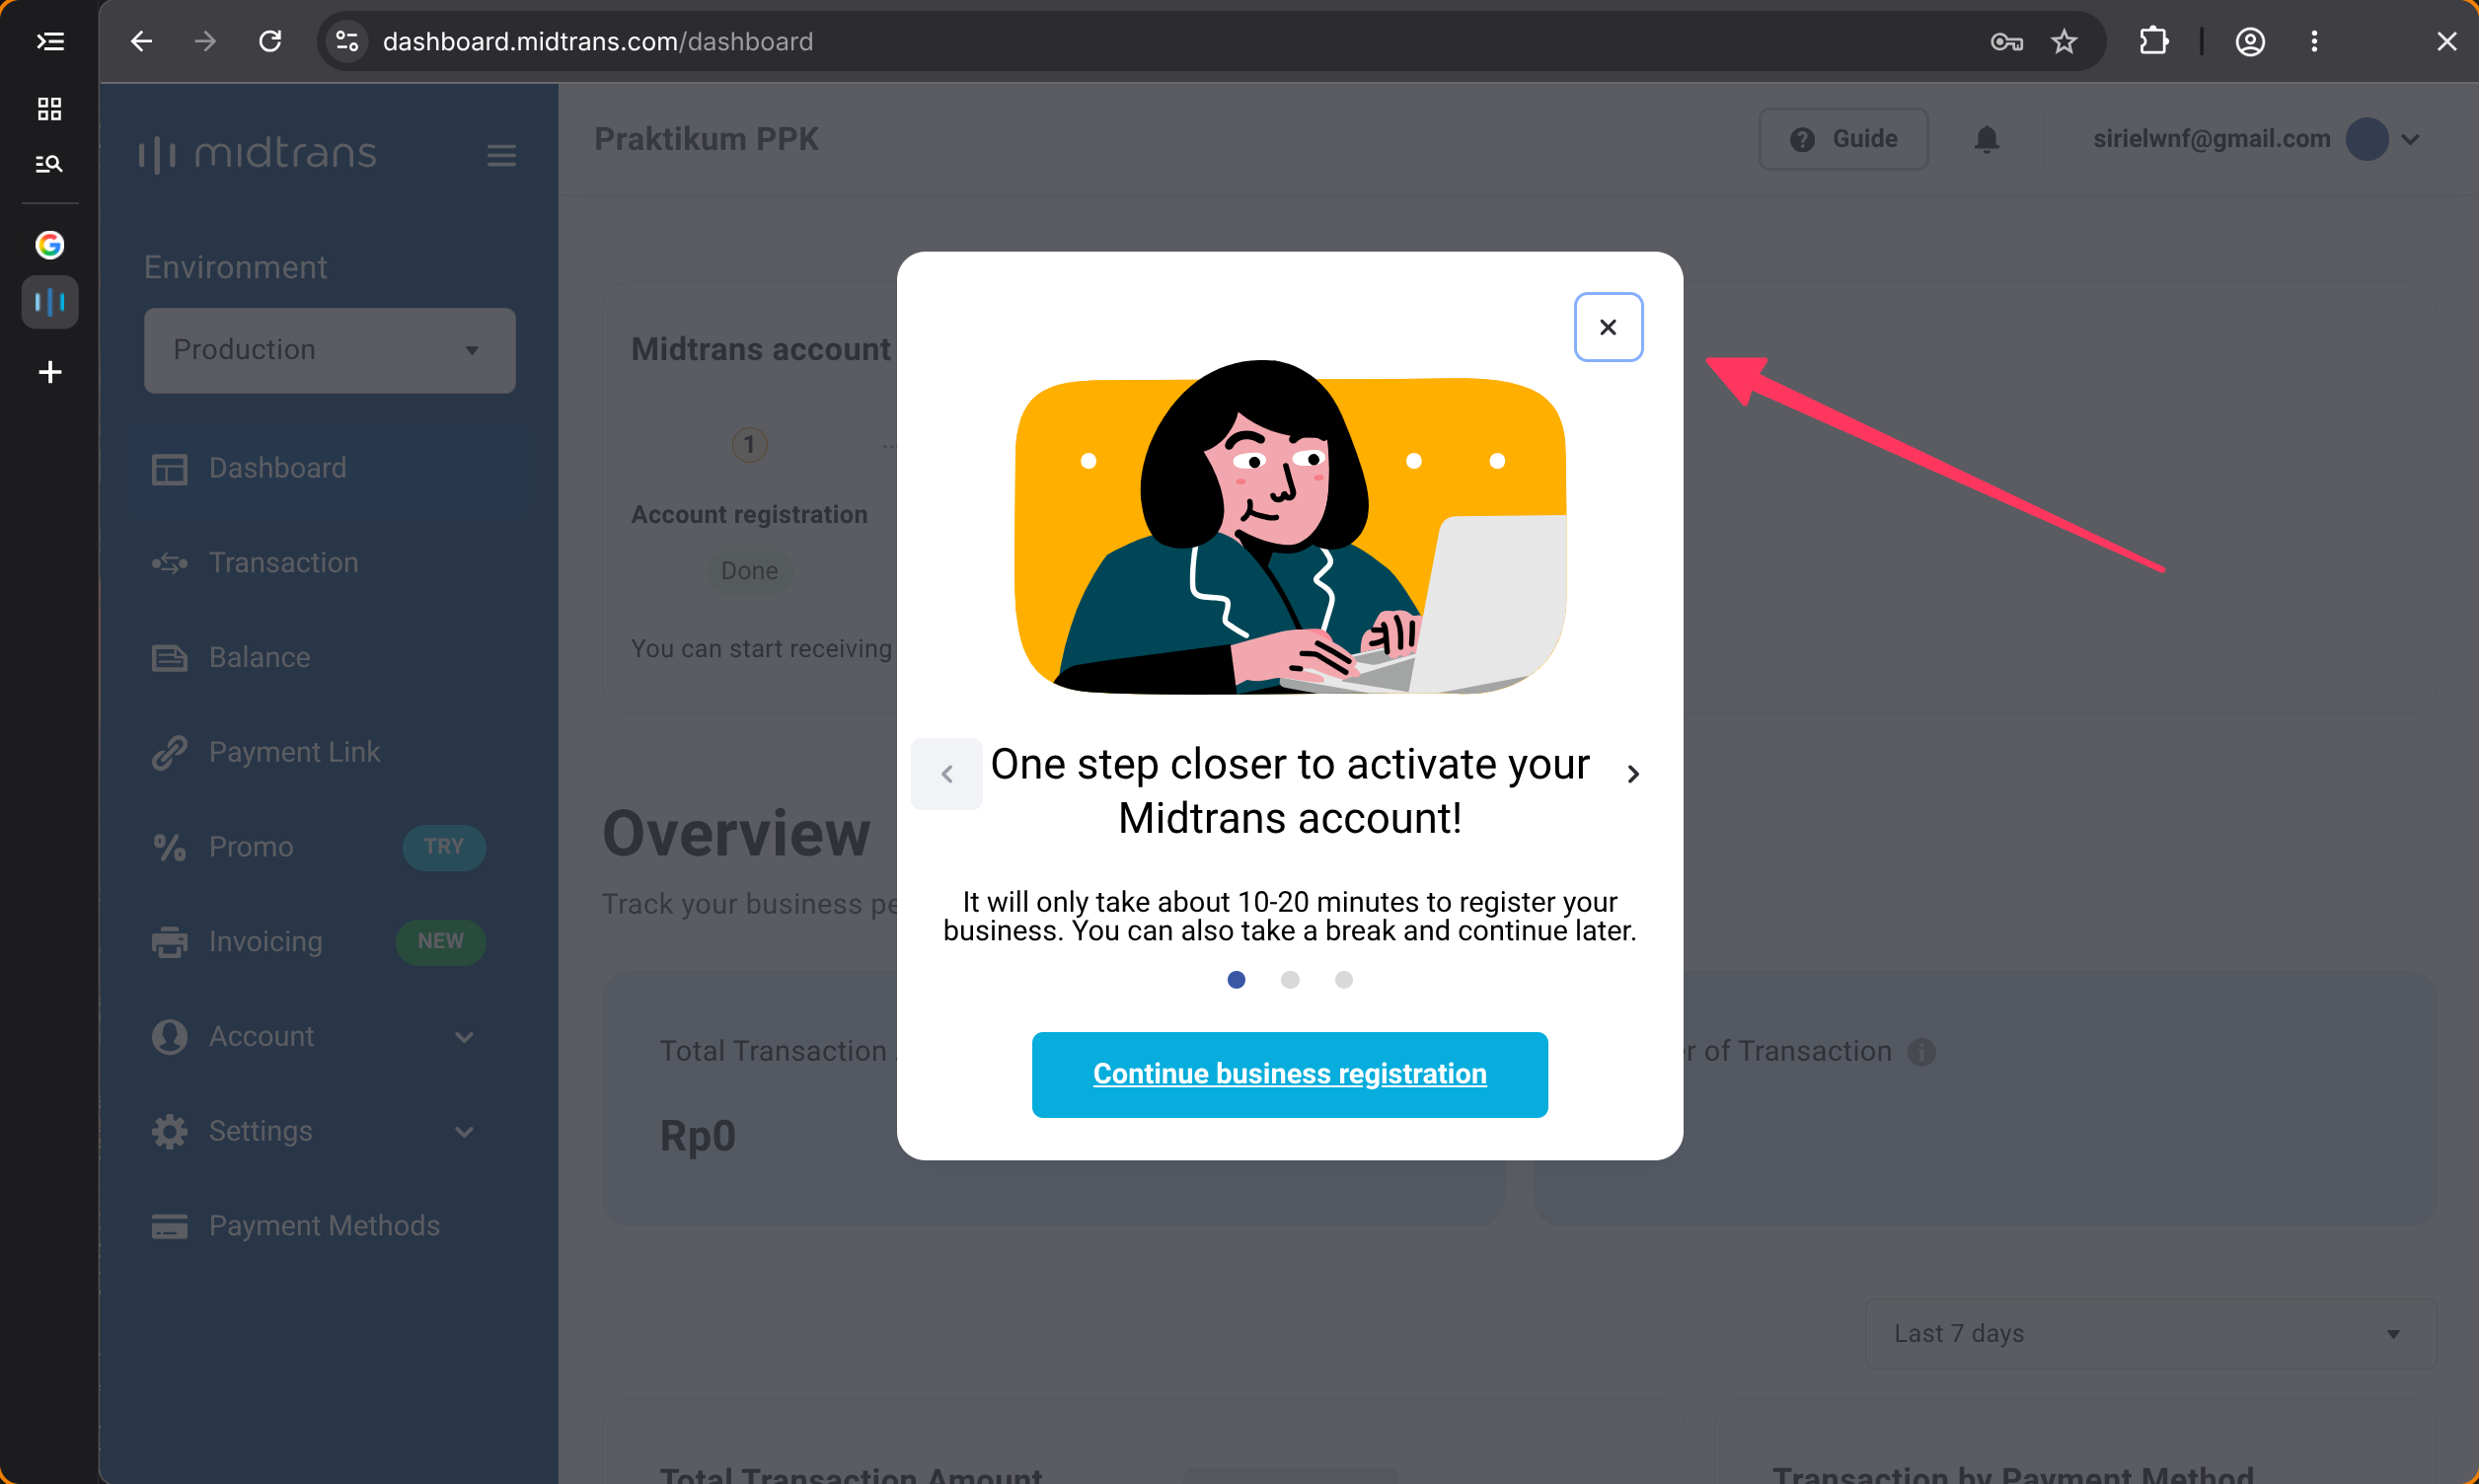 dashboard.midtrans.com/dashboard
midtrans
Praktikum PPK
Guide
sirielwnf@gmail.com
Environment
Production
Dashboard
Transaction
Balance
Payment Link
Promo TRY
Invoicing NEW
Account
Settings
Payment Methods
Midtrans account
1
Account registration
Done
You can start receiving
Overview
Track your business pe
Total Transaction
Rp0
r of Transaction
Last 7 days
Total Transaction Amount
Transaction by Payment Method
One step closer to activate your
Midtrans account!
It will only take about 10-20 minutes to register your
business. You can also take a break and continue later.
Continue business registration